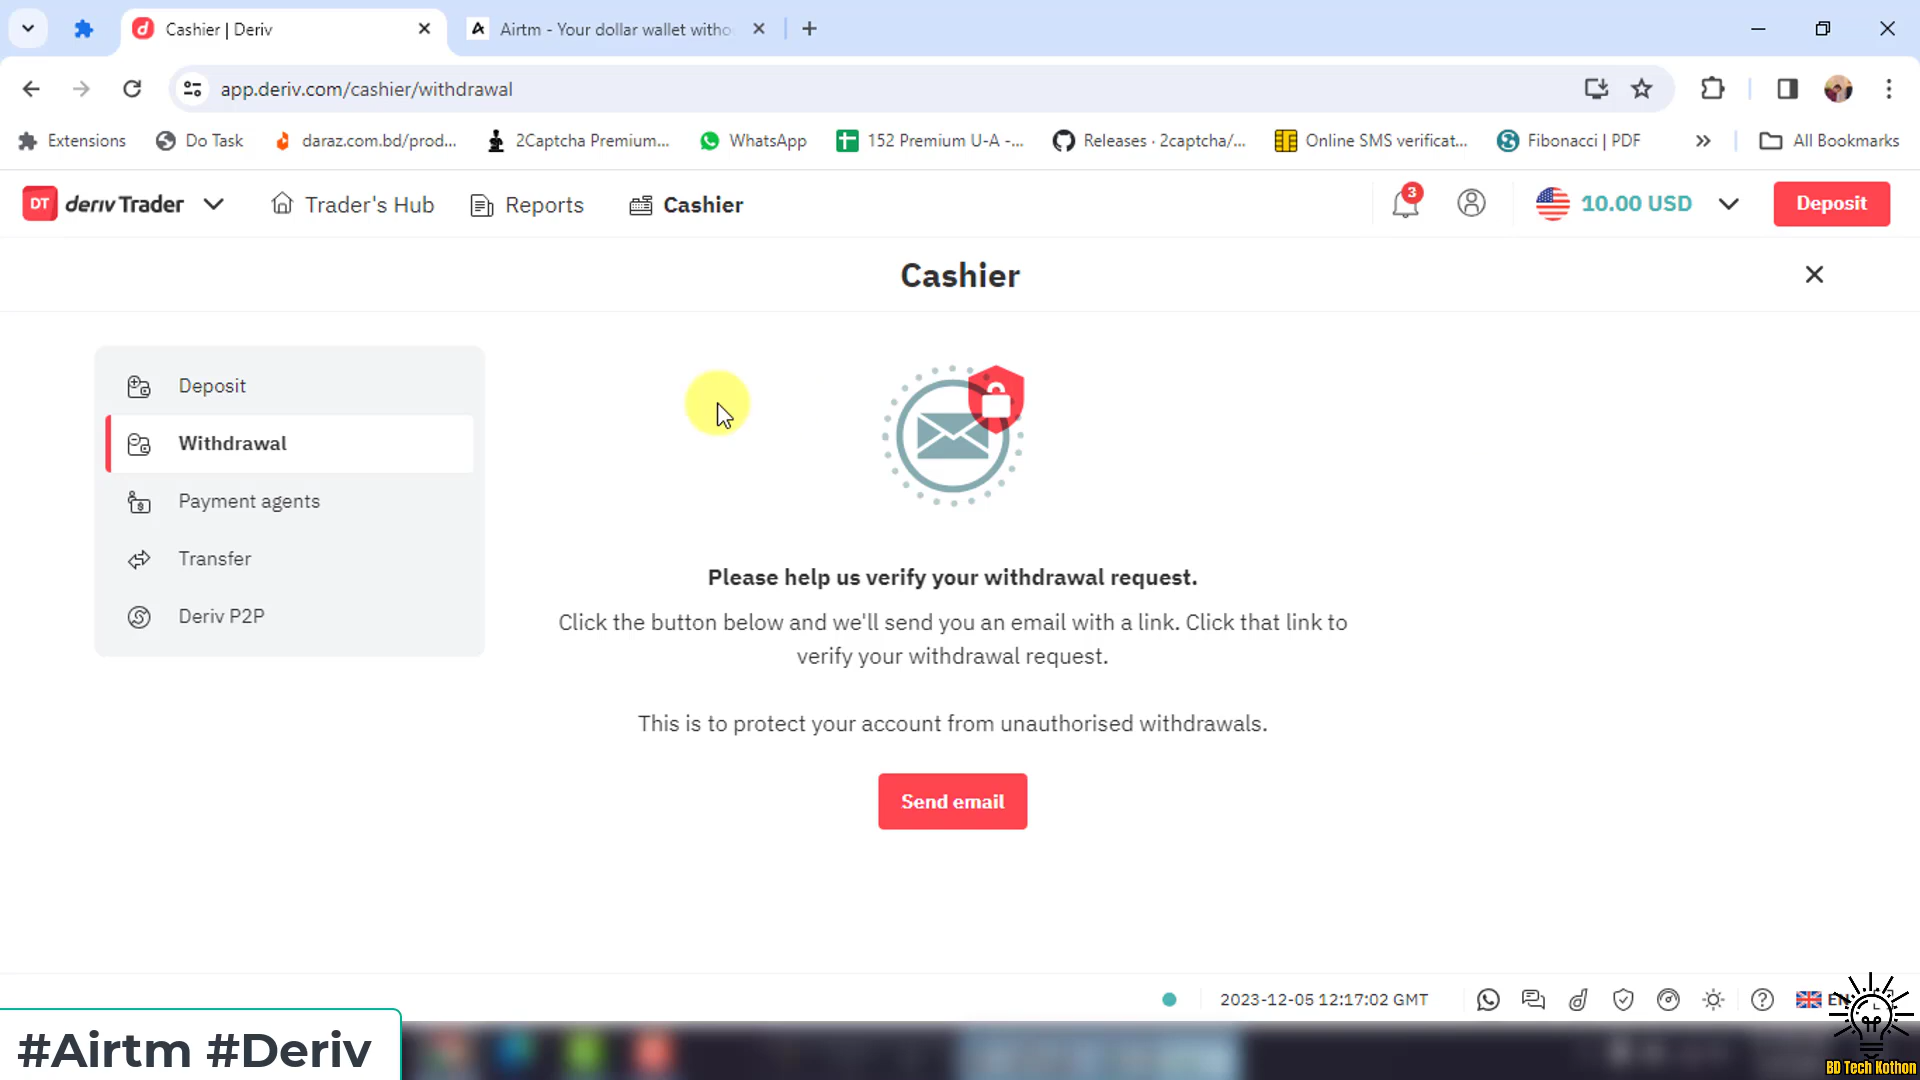 Cashier | Deriv
Airtm - Your dollar wallet witho
app.deriv.com/cashier/withdrawal
Extensions
Do Task
daraz.com.bd/prod...
2Captcha Premium...
WhatsApp
152 Premium U-A -...
Releases · 2captcha/...
Online SMS verificat...
Fibonacci | PDF
All Bookmarks
DT deriv Trader
Trader's Hub
Reports
Cashier
3
10.00 USD
Deposit
Cashier
Deposit
Withdrawal
Payment agents
Transfer
Deriv P2P
Please help us verify your withdrawal request.
Click the button below and we'll send you an email with a link. Click that link to
verify your withdrawal request.
This is to protect your account from unauthorised withdrawals.
Send email
2023-12-05 12:17:02 GMT
EN
#Airtm #Deriv
BD Tech Kothon